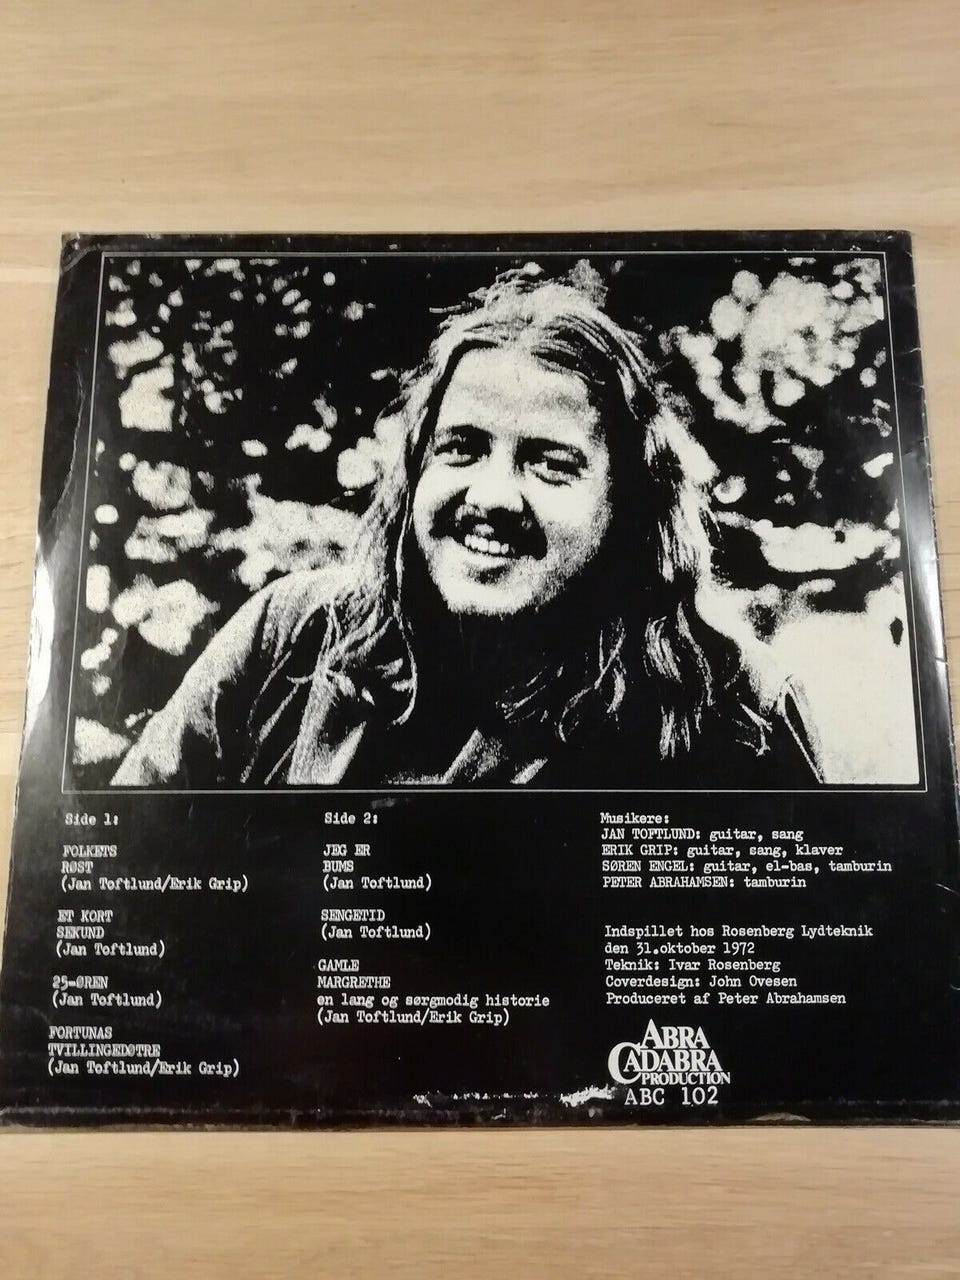 Side 1:
FOLKETS
RØST
(Jan Toftlund/Erik Grip)
ET KORT
SEKUND
(Jan Toftlund)
25-ØREN
(Jan Toftlund)
FORTUNAS
TVILLINGEDØTRE
(Jan Toftlund/Erik Grip)
Side 2:
JEG ER
BUMS
(Jan Toftlund)
SENGETID
(Jan Toftlund)
GAMLE
MARGRETHE
en lang og sørgmodig historie
(Jan Toftlund/Erik Grip)
Musikere:
JAN TOFTLUND: guitar, sang
ERIK GRIP: guitar, sang, klaver
SØREN ENGEL: guitar, el-bas, tamburin
PETER ABRAHAMSEN: tamburin
Indspillet hos Rosenberg Lydteknik
den 31.oktober 1972
Teknik: Ivar Rosenberg
Coverdesign: John Ovesen
Produceret af Peter Abrahamsen
ABRA
CADABRA
PRODUCTION
ABC 102